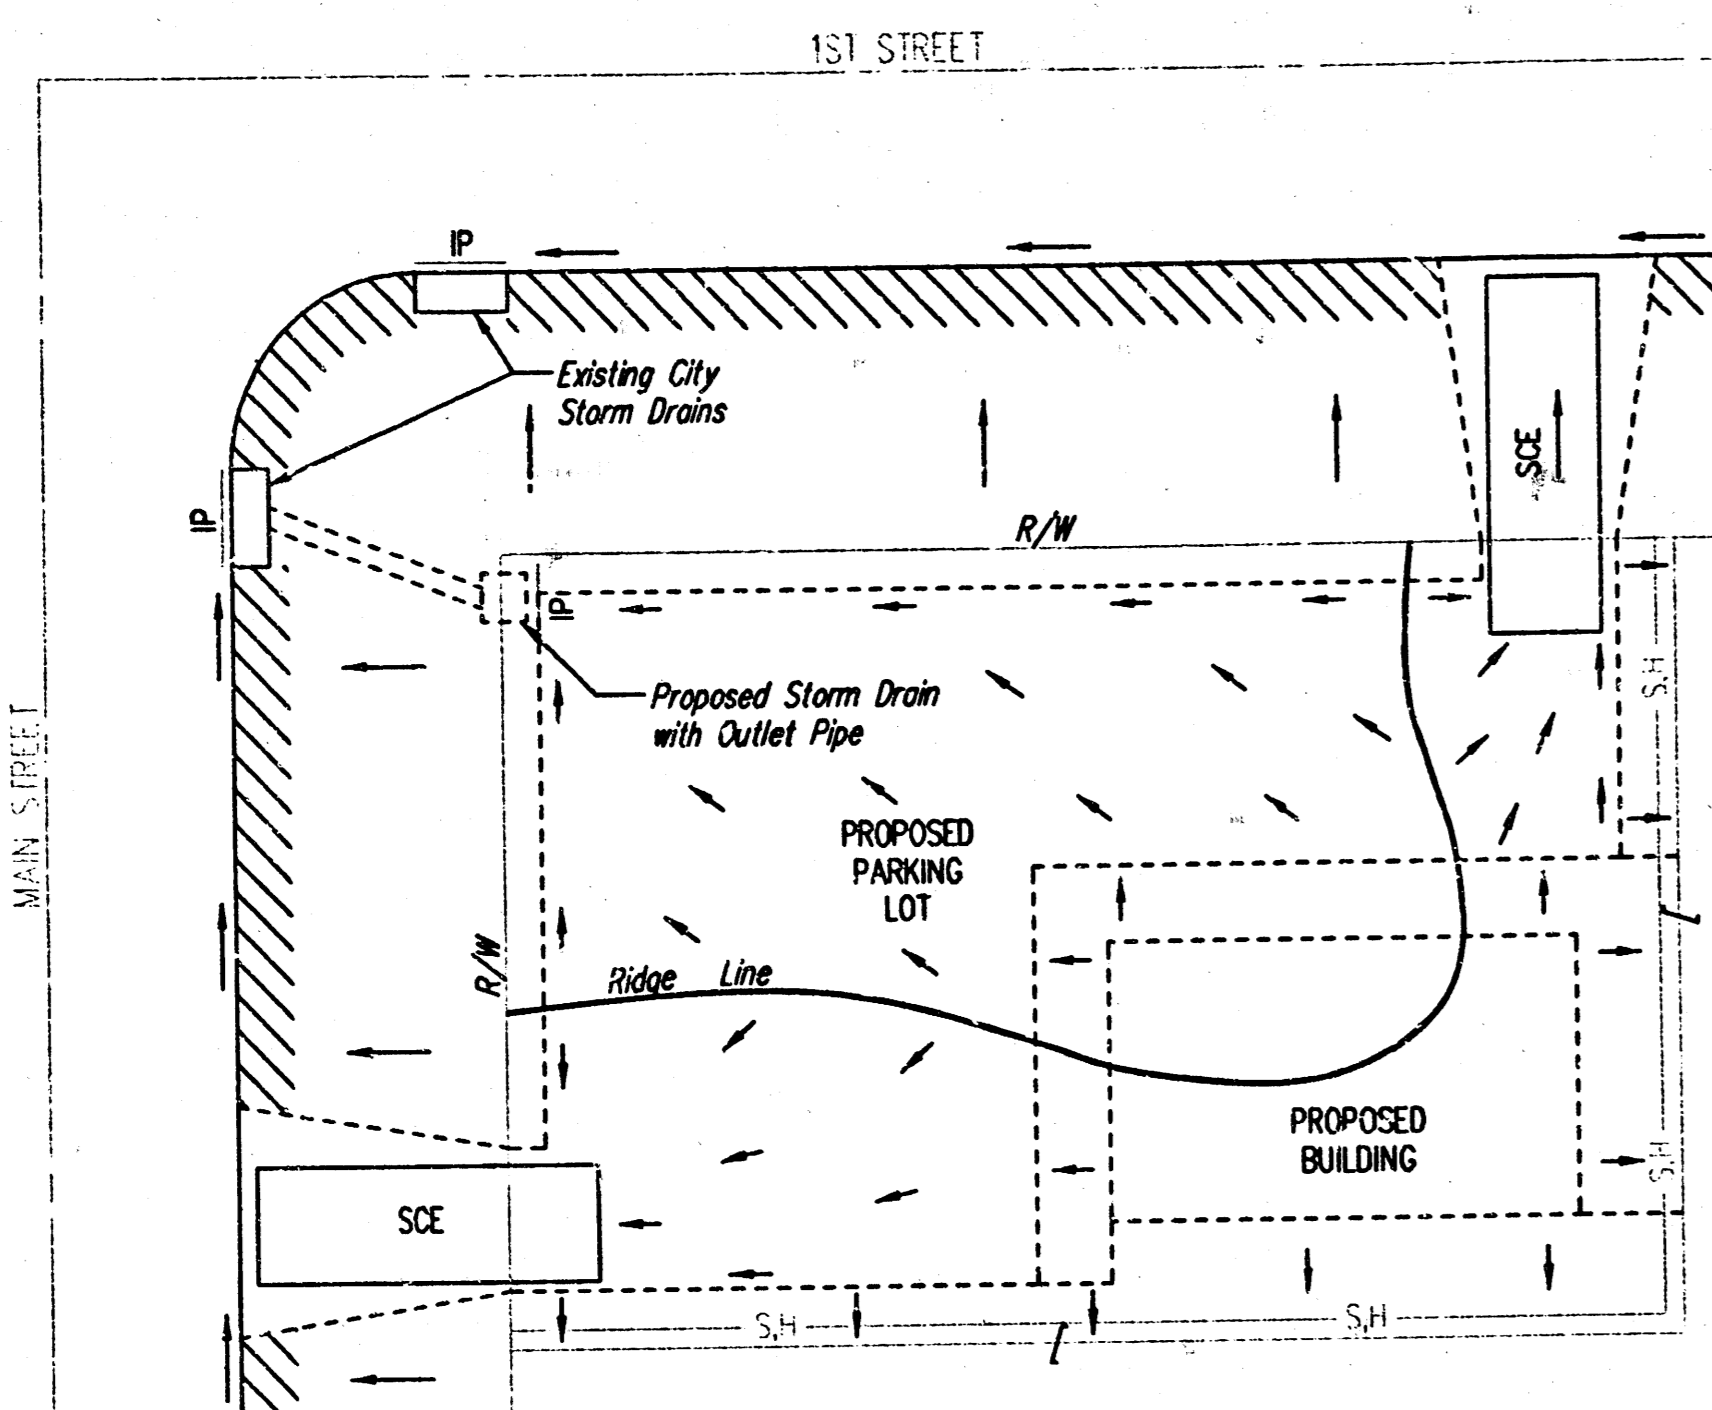 1ST STREET
IP
Existing City
Storm Drains
SCE
IP
R/W
IP
S,H
Proposed Storm Drain
with Outlet Pipe
MAIN STREET
PROPOSED
PARKING
LOT
R/W
Ridge Line
PROPOSED
BUILDING
S,H
SCE
S,H
S,H